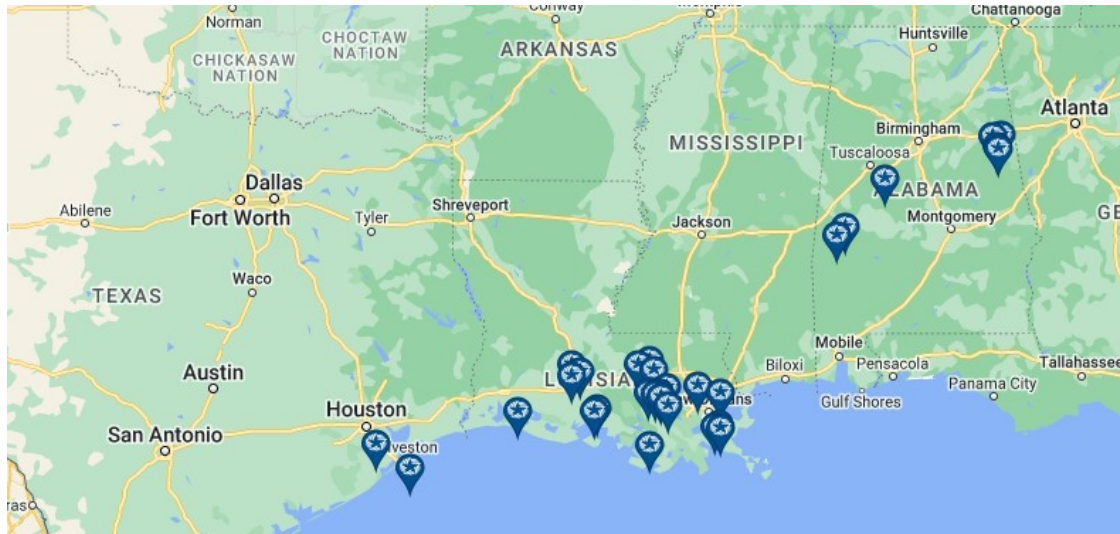 Conway
Chattanooga
Norman
CHOCTAW
NATION
Huntsville
ARKANSAS
CHICKASAW
NATION
Atlanta
Birmingham
MISSISSIPPI
Tuscaloosa
Dallas
ALABAMA
Abilene
Fort Worth
Tyler
Shreveport
Jackson
Montgomery
Waco
TEXAS
Mobile
Biloxi
Pensacola
Tallahassee
Austin
Panama City
Gulf Shores
Houston
San Antonio